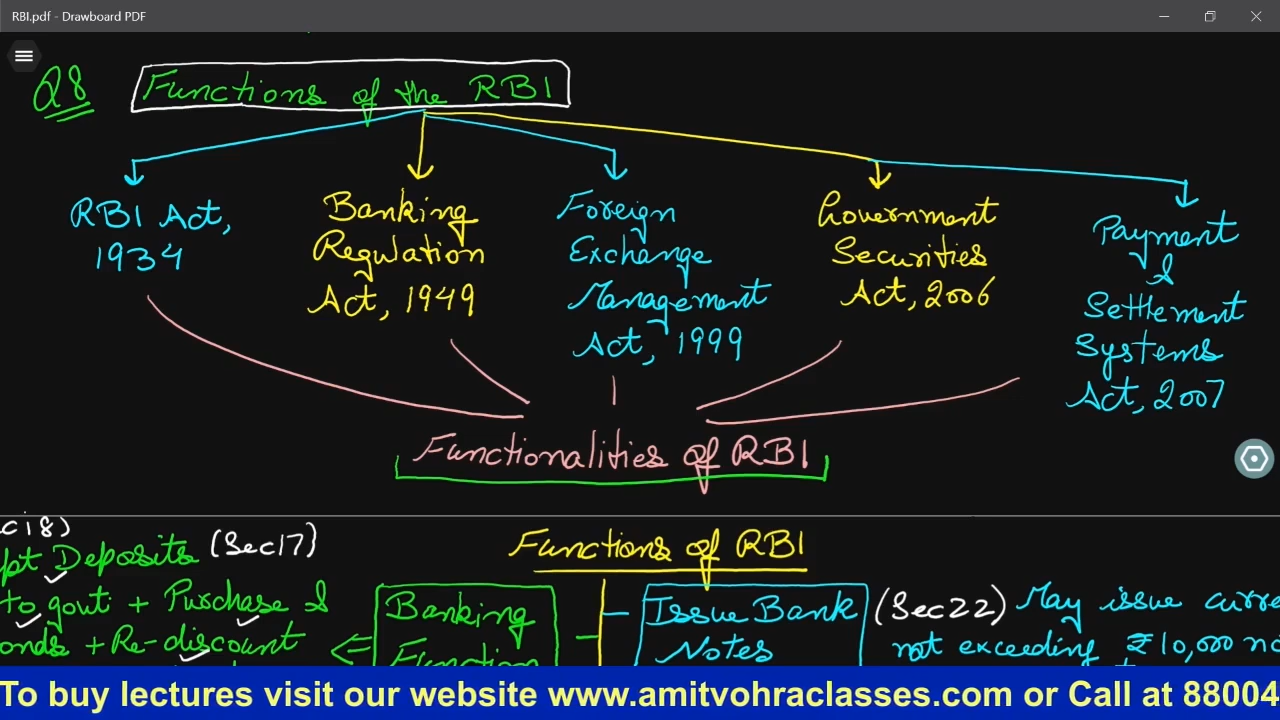 RBI.pdf - Drawboard PDF
Q8 Functions of the RBI
RBI Act,
1934
Banking
Regulation
Act, 1949
Foreign
Exchange
Management
Act, 1999
Government
Securities
Act, 2006
Payment
&
Settlement
Systems
Act, 2007
Functionalities of RBI
Functions of RBI
c18)
pt Deposits (Sec17)
to govt + Purchase &
onds + Re-discount
Banking
Function
Issue Bank
Notes
(Sec22) May issue curre
not exceeding ₹10,000 no
To buy lectures visit our website www.amitvohraclasses.com or Call at 88004